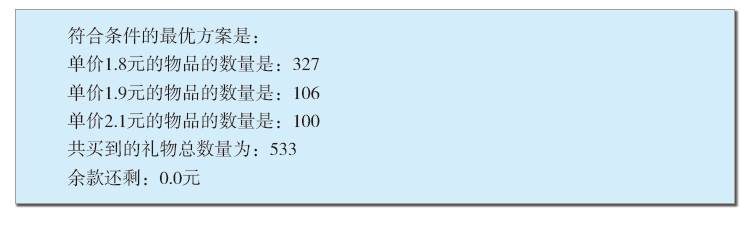 符合条件的最优方案是：
单价1.8元的物品的数量是：327
单价1.9元的物品的数量是：106
单价2.1元的物品的数量是：100
共买到的礼物总数量为：533
余款还剩：0.0元